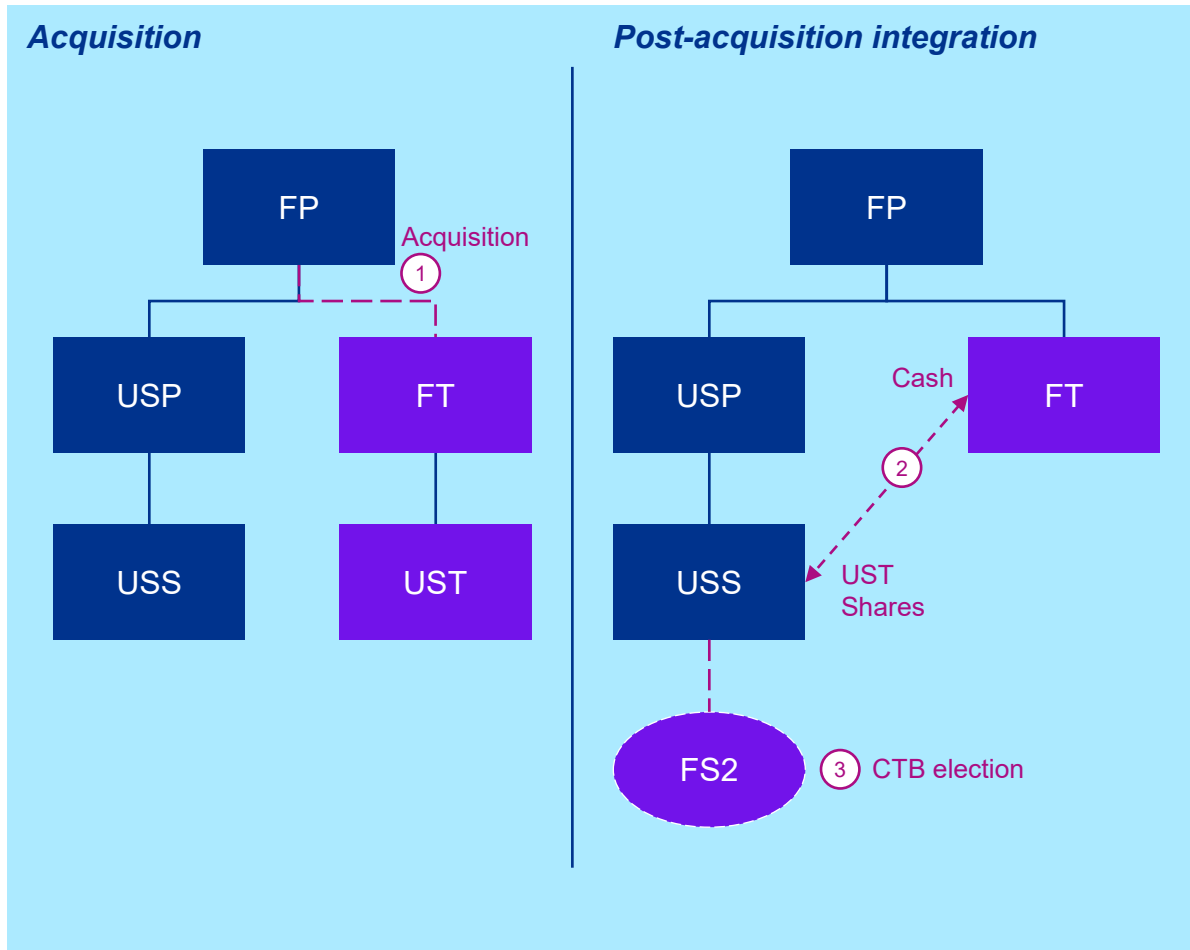 Acquisition
FP
Acquisition
1
USP
FT
USS
UST
Post-acquisition integration
FP
USP
FT
Cash
2
USS
UST
Shares
FS2
3 CTB election